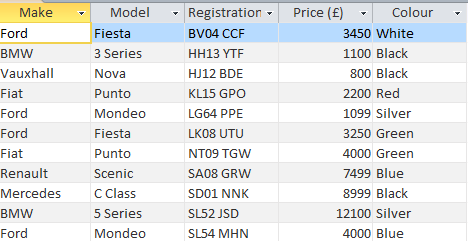 Make Model Registration Price (£) Colour
Ford Fiesta BV04 CCF 3450 White
BMW 3 Series HH13 YTF 1100 Black
Vauxhall Nova HJ12 BDE 800 Black
Fiat Punto KL15 GPO 2200 Red
Ford Mondeo LG64 PPE 1099 Silver
Ford Fiesta LK08 UTU 3250 Green
Fiat Punto NT09 TGW 4000 Green
Renault Scenic SA08 GRW 7499 Blue
Mercedes C Class SD01 NNK 8999 Black
BMW 5 Series SL52 JSD 12100 Silver
Ford Mondeo SL54 MHN 4000 Blue